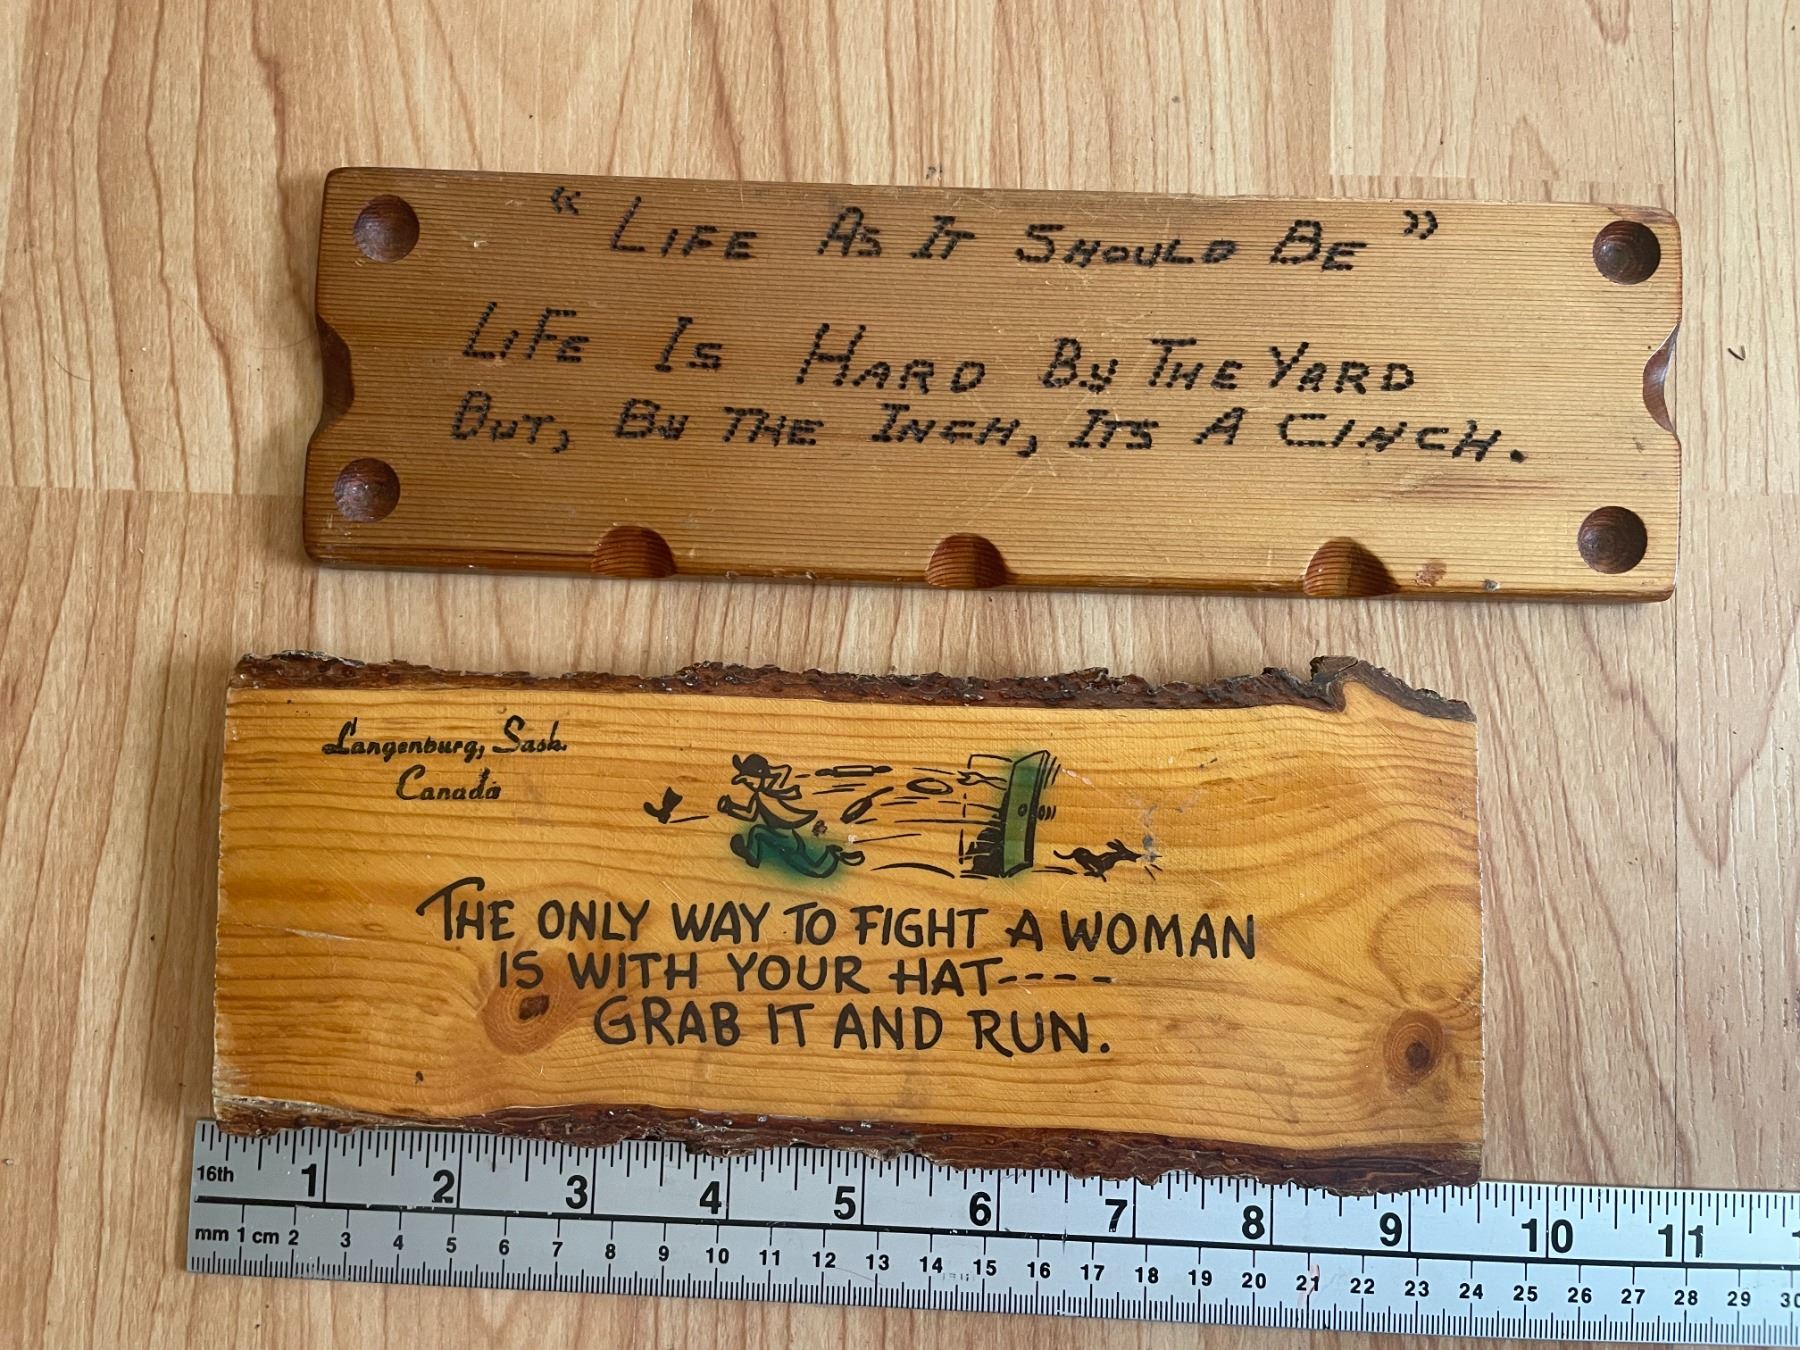 “ Life As It Should Be ”
Life Is Hard By The Yard
But, By The Inch, Its A Cinch.
Langenburg, Sask.
Canada
THE ONLY WAY TO FIGHT A WOMAN
IS WITH YOUR HAT----
GRAB IT AND RUN.
16th 1 2 3 4 5 6 7 8 9 10 11
mm 1 cm 2 3 4 5 6 7 8 9 10 11 12 13 14 15 16 17 18 19 20 21 22 23 24 25 26 27 28 29 30